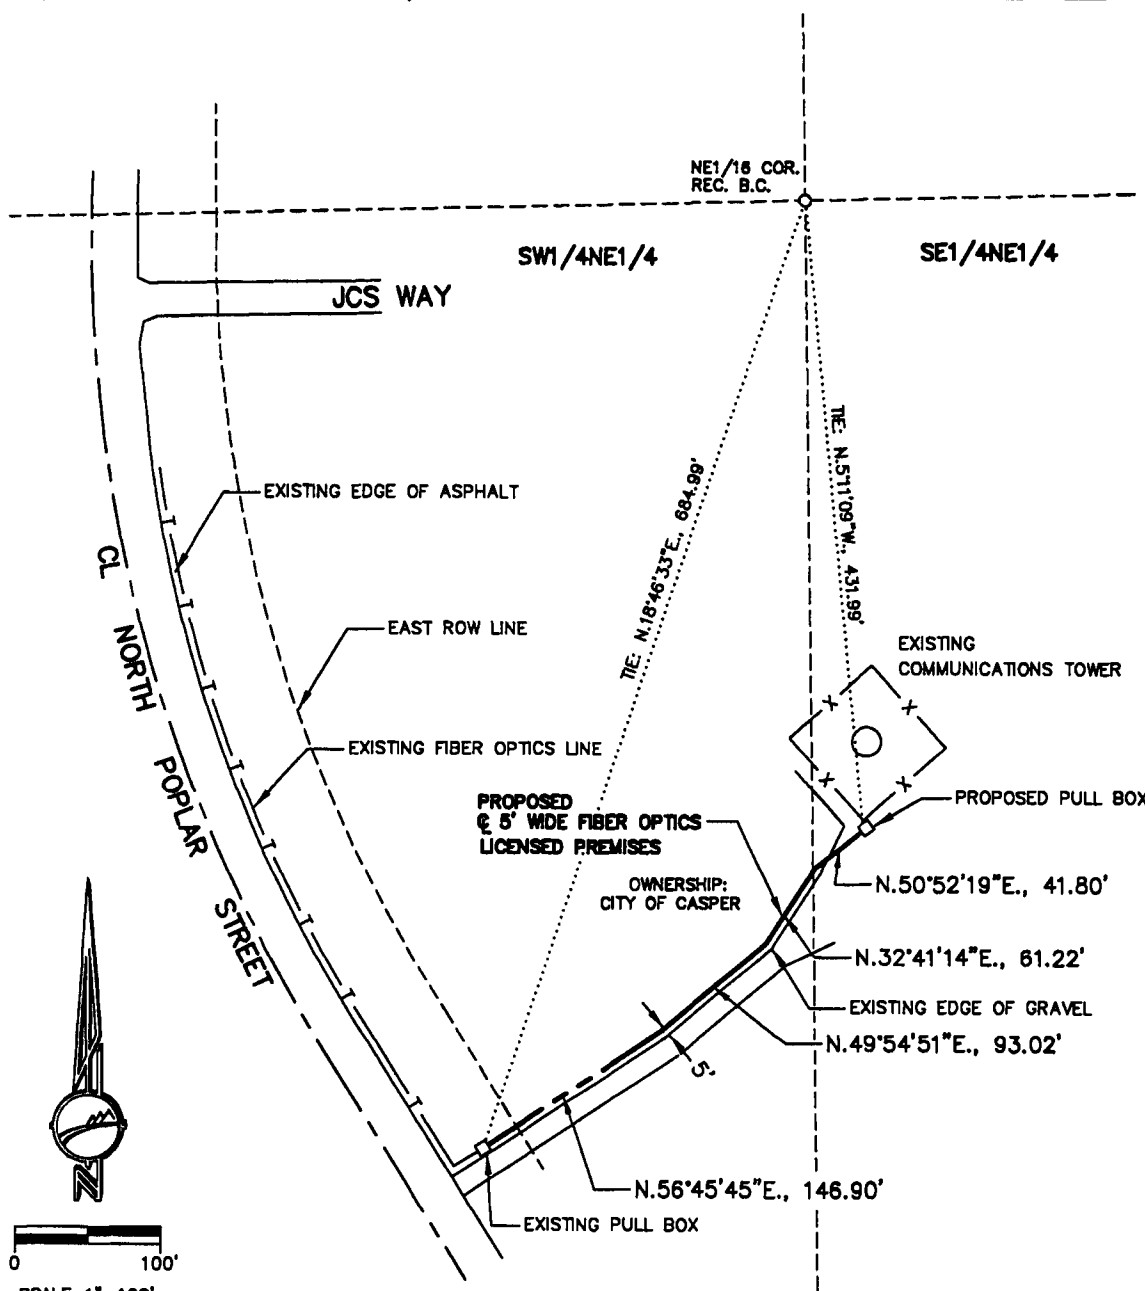 NE1/16 COR.
REC. B.C.
SW1/4NE1/4
SE1/4NE1/4
JCS WAY
TIE: N.5°11'09"W., 431.99'
TIE: N.18°46'33"E., 684.99'
EXISTING EDGE OF ASPHALT
CL NORTH POPLAR STREET
EAST ROW LINE
EXISTING
COMMUNICATIONS TOWER
EXISTING FIBER OPTICS LINE
PROPOSED
℄ 5' WIDE FIBER OPTICS
LICENSED PREMISES
PROPOSED PULL BOX
OWNERSHIP:
CITY OF CASPER
N.50°52'19"E., 41.80'
N.32°41'14"E., 61.22'
EXISTING EDGE OF GRAVEL
N.49°54'51"E., 93.02'
5'
N.56°45'45"E., 146.90'
EXISTING PULL BOX
T
T
T
T
T
T
T
T
X
X
X
X
N
0 100'